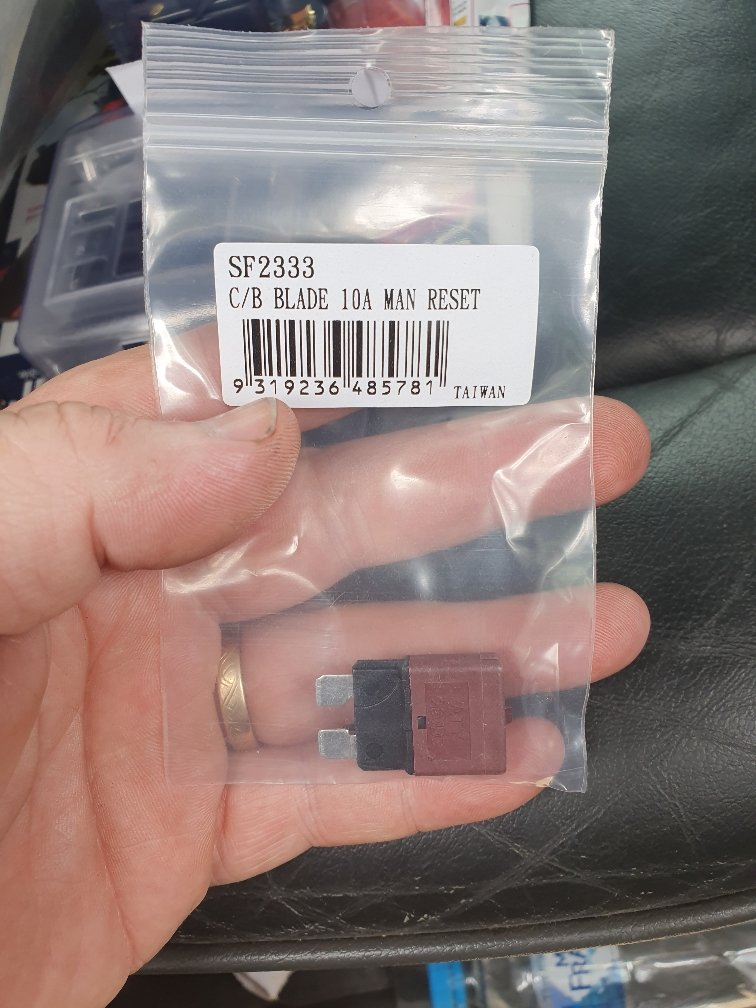 SF2333
C/B BLADE 10A MAN RESET
9 319236 485781 TAIWAN